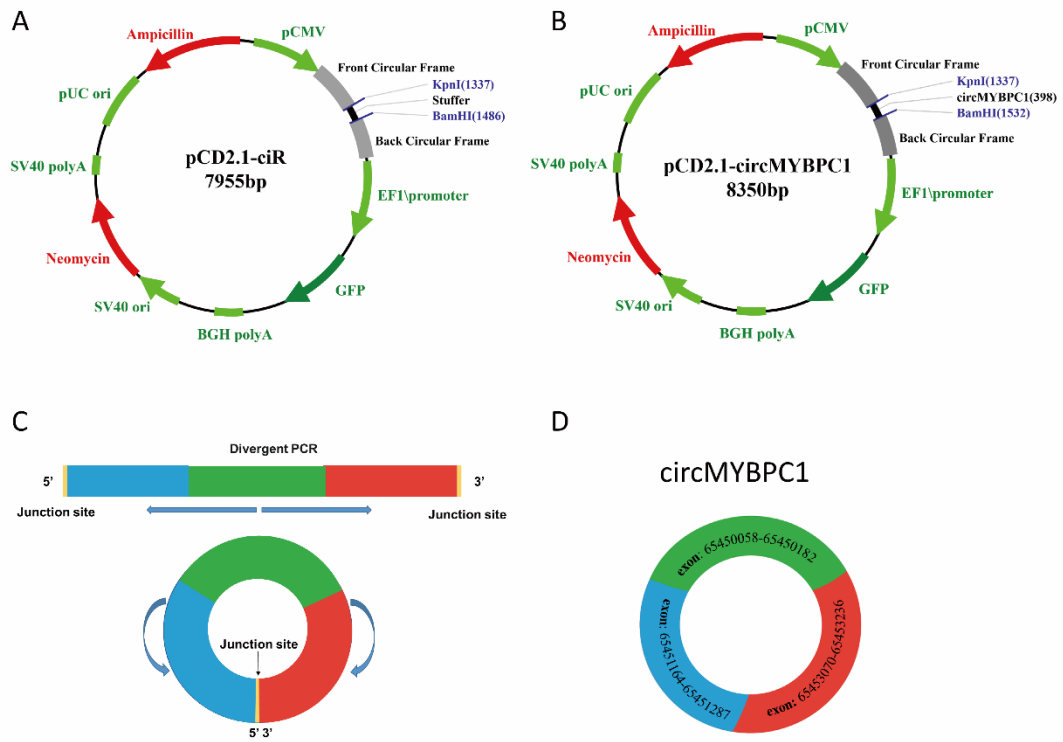 A
Ampicillin
pCMV
Front Circular Frame
KpnI(1337)
Stuffer
BamHI(1486)
Back Circular Frame
pUC ori
SV40 polyA
pCD2.1-ciR
7955bp
EF1\promoter
Neomycin
SV40 ori
GFP
BGH polyA
B
Ampicillin
pCMV
Front Circular Frame
KpnI(1337)
circMYBPC1(398)
BamHI(1532)
Back Circular Frame
pUC ori
SV40 polyA
pCD2.1-circMYBPC1
8350bp
EF1\promoter
Neomycin
SV40 ori
GFP
BGH polyA
C
Divergent PCR
5’
3’
Junction site
Junction site
Junction site
5’ 3’
D
circMYBPC1
exon: 65450058-65450182
exon: 65451164-65451287
exon: 65453070-65453236